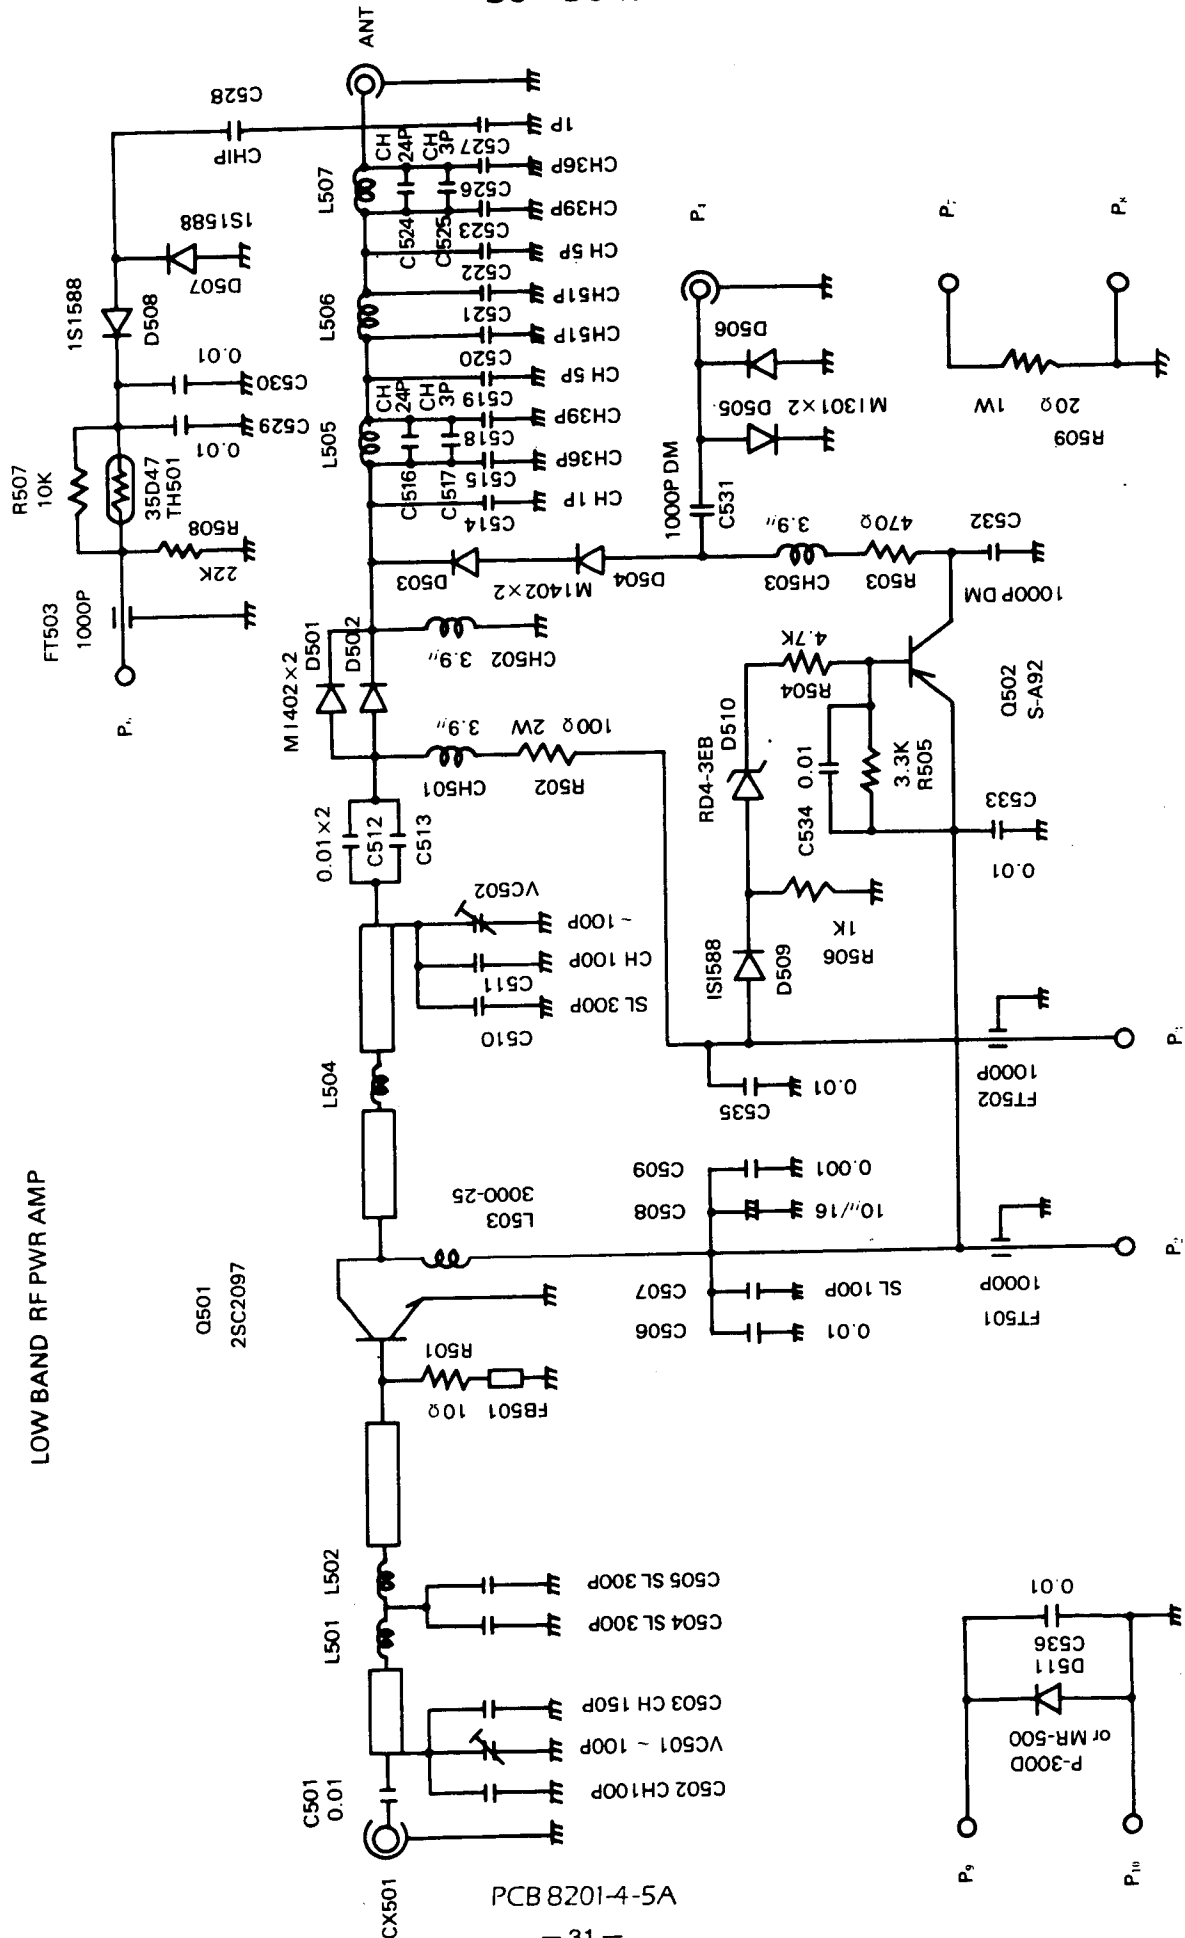 LOW BAND RF PWR AMP
CX501
C501
0.01
C502 CH100P
VC501 ~ 100P
C503 CH 150P
L501
L502
C504 SL 300P
C505 SL 300P
FB501
10Ω
R501
Q501
2SC2097
L503
3000-25
C506
0.01
C507
SL 100P
C508
10μ/16
C509
0.001
FT501
1000P
L504
C510
SL 300P
C511
CH 100P
VC502
~ 100P
0.01×2
C512
C513
CH501
3.9μ
R502
100Ω 2W
MI402×2
D501
D502
CH502
3.9μ
C535
0.01
FT502
1000P
ISI588
D509
R506
1K
RD4-3EB
D510
R504
4.7K
C534
0.01
3.3K
R505
C533
0.01
Q502
S-A92
D503
MI402×2
D504
CH503
3.9μ
R503
470Ω
C532
1000P DM
1000P DM
C531
D505
D506
MI301×2
C514
CH 1P
C515
CH36P
L505
C516
C517
CH
24P
CH
3P
C518
CH39P
C519
CH 5P
C520
CH51P
L506
C521
CH51P
C522
CH 5P
C523
CH39P
L507
C524
C525
CH
24P
CH
3P
C526
CH36P
C527
1P
ANT
C528
CHIP
FT503
1000P
R507
10K
35D47
TH501
R508
22K
C529
0.01
C530
0.01
1S1588
D508
D507
1S1588
R509
20Ω
1W
P9
P10
P-300D
or MR-500
D511
C536
0.01
PCB 8201-4-5A
— 31 —